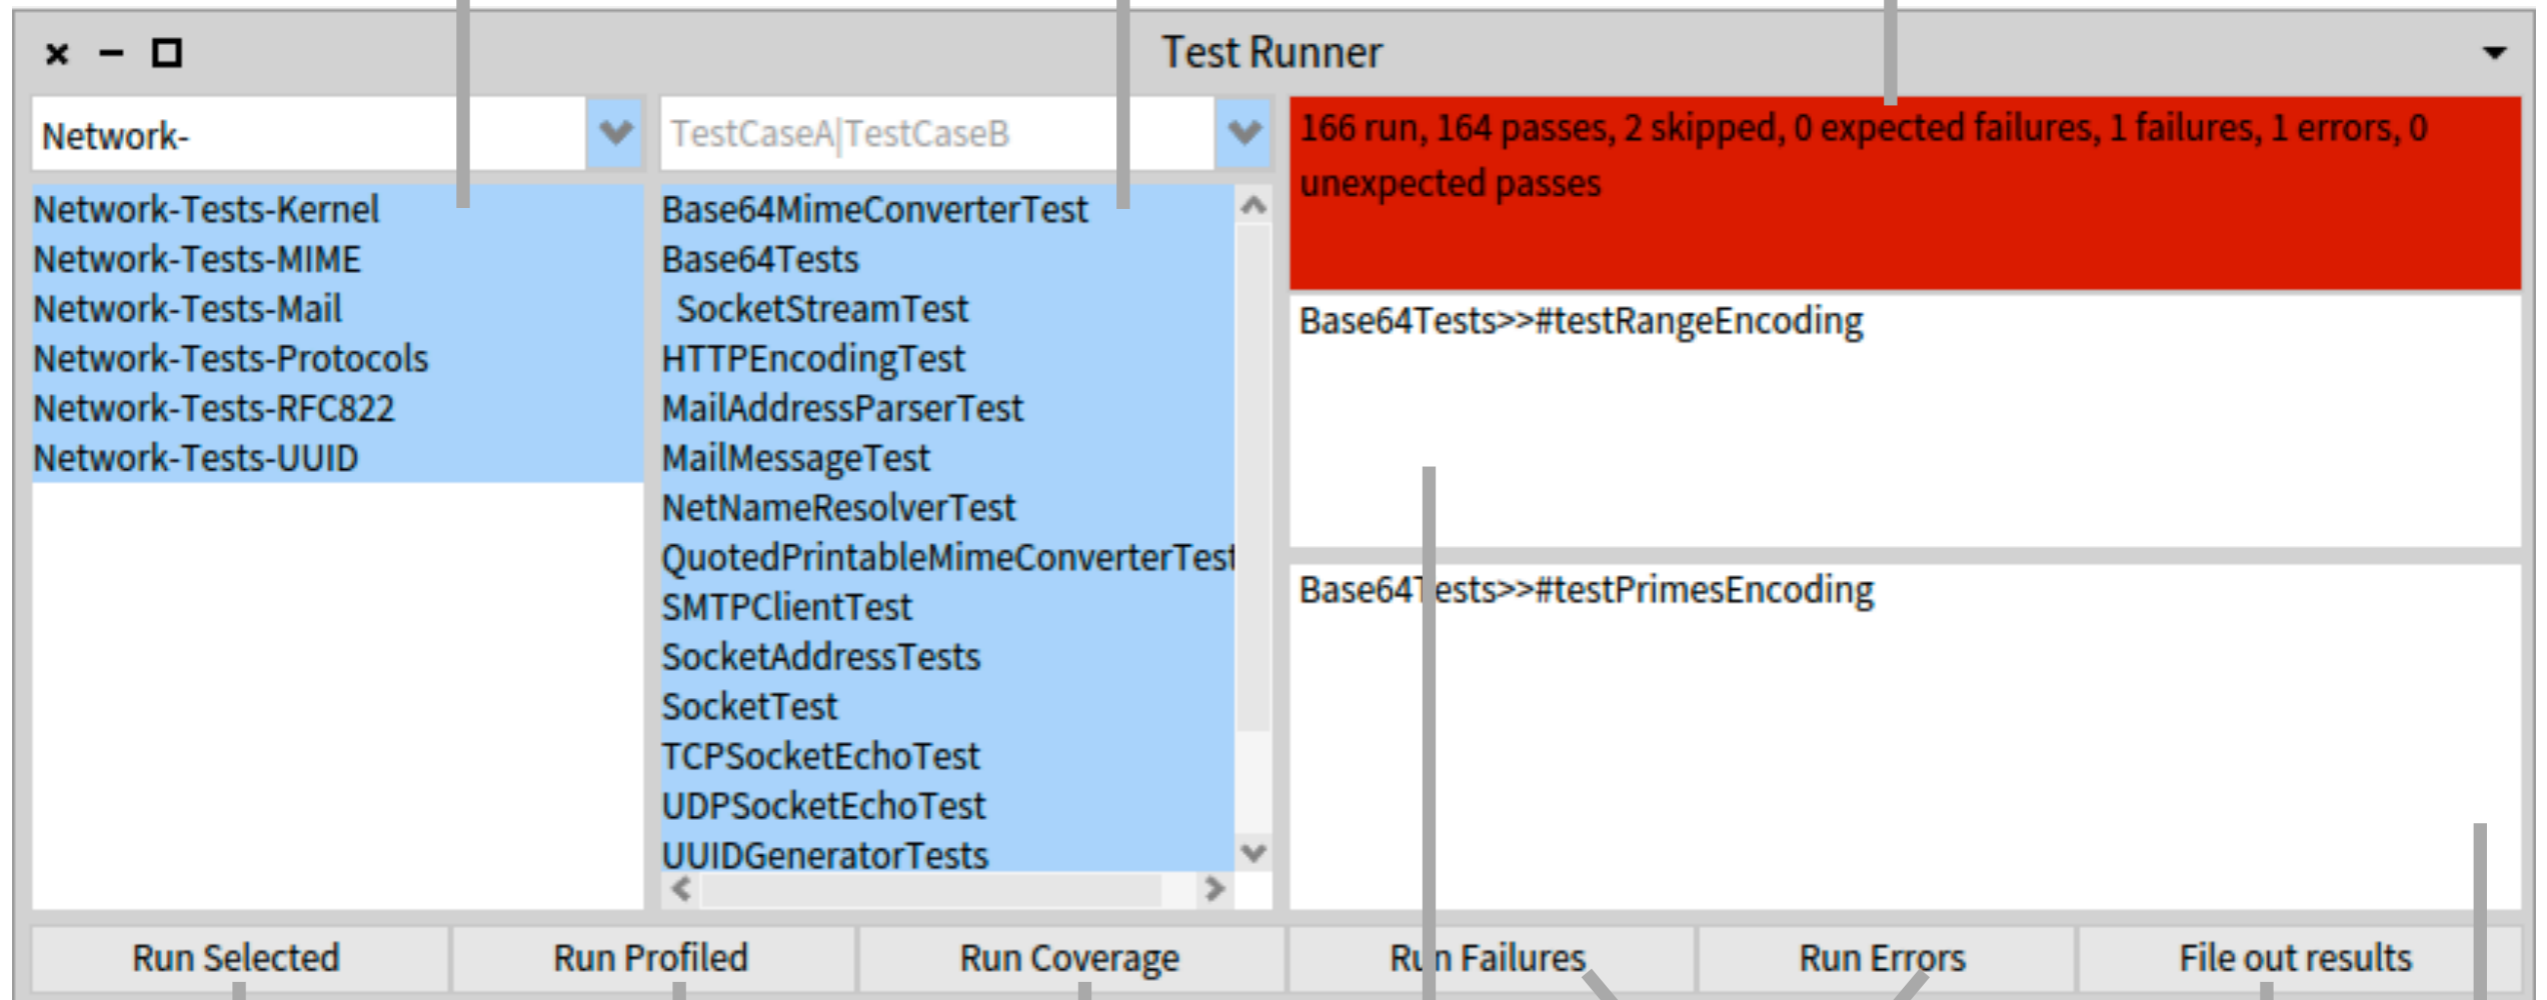 Test Runner
Network-
TestCaseA|TestCaseB
166 run, 164 passes, 2 skipped, 0 expected failures, 1 failures, 1 errors, 0
unexpected passes
Network-Tests-Kernel
Network-Tests-MIME
Network-Tests-Mail
Network-Tests-Protocols
Network-Tests-RFC822
Network-Tests-UUID
Base64MimeConverterTest
Base64Tests
SocketStreamTest
HTTPEncodingTest
MailAddressParserTest
MailMessageTest
NetNameResolverTest
QuotedPrintableMimeConverterTest
SMTPClientTest
SocketAddressTests
SocketTest
TCPSocketEchoTest
UDPSocketEchoTest
UUIDGeneratorTests
Base64Tests>>#testRangeEncoding
Base64Tests>>#testPrimesEncoding
Run Selected
Run Profiled
Run Coverage
Run Failures
Run Errors
File out results